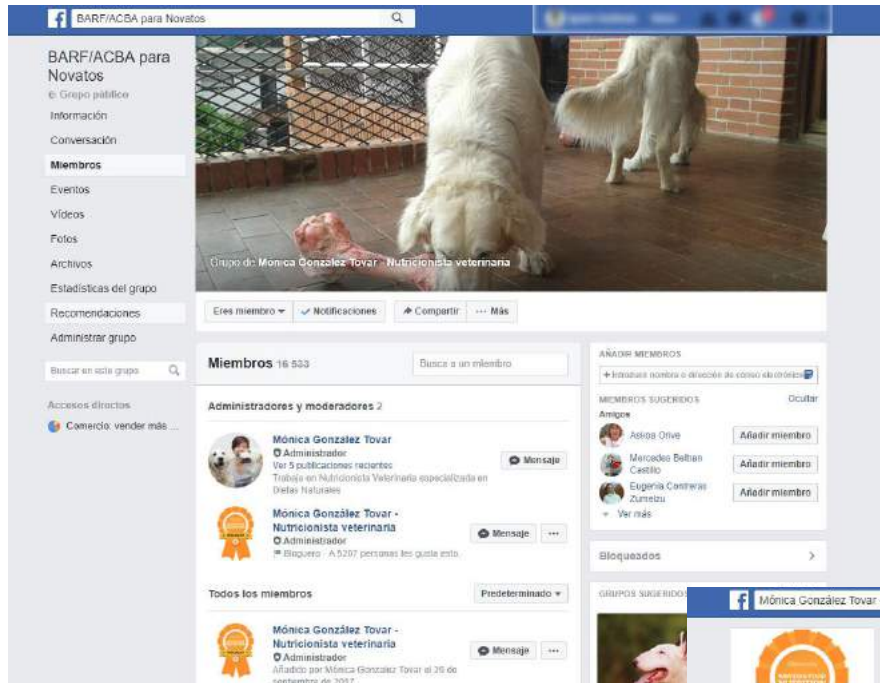 BARF/ACBA para Novatos
BARF/ACBA para
Novatos
Grupo público
Información
Conversación
Miembros
Eventos
Vídeos
Fotos
Archivos
Estadísticas del grupo
Recomendaciones
Administrar grupo
Buscar en este grupo
Accesos directos
Comercio: vender más ...
Grupo de Mónica González Tovar - Nutricionista veterinaria
Eres miembro
Notificaciones
Compartir
Más
Miembros 16 533
Busca a un miembro
Administradores y moderadores 2
Mónica González Tovar
Administrador
Ver 5 publicaciones recientes
Trabaja en Nutricionista Veterinaria especializada en
Dietas Naturales
Mensaje
Mónica González Tovar -
Nutricionista veterinaria
Administrador
Bloguero · A 5207 personas les gusta esto.
Mensaje
Todos los miembros
Predeterminado
Mónica González Tovar -
Nutricionista veterinaria
Administrador
Añadido por Mónica González Tovar el 26 de
septiembre de 2017
Mensaje
AÑADIR MIEMBROS
+ Introduce nombre o dirección de correo electrónico
MIEMBROS SUGERIDOS
Ocultar
Amigos
Orive
Añadir miembro
Mercedes Beltran
Castillo
Añadir miembro
Eugenia Contreras
Zumelzu
Añadir miembro
Ver más
Bloqueados
GRUPOS SUGERIDOS
Mónica González Tovar